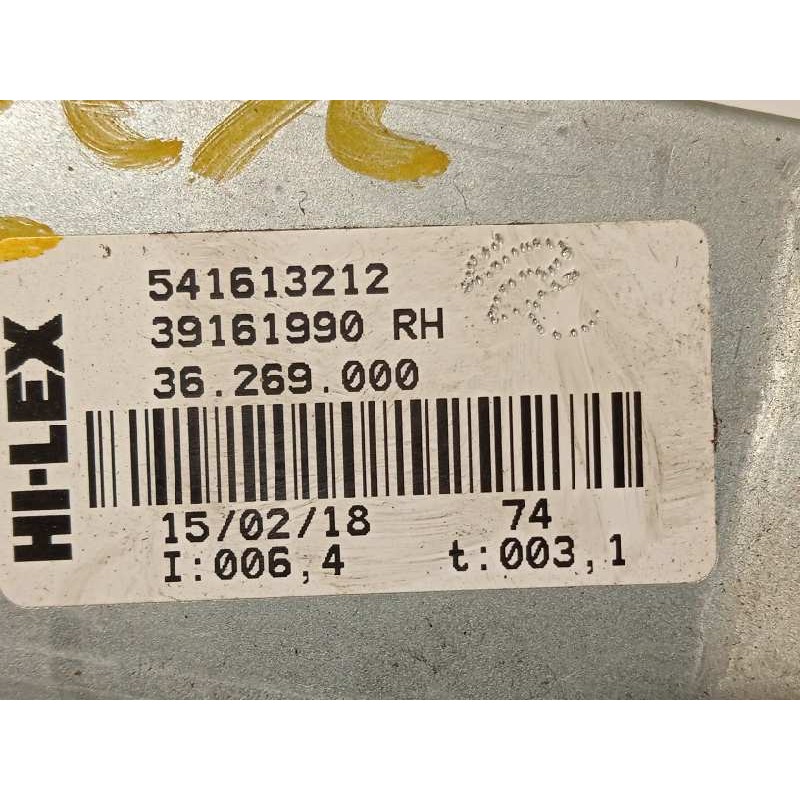 HI-LEX
541613212
39161990 RH
36.269.000
15/02/18 74
I:006,4 t:003,1